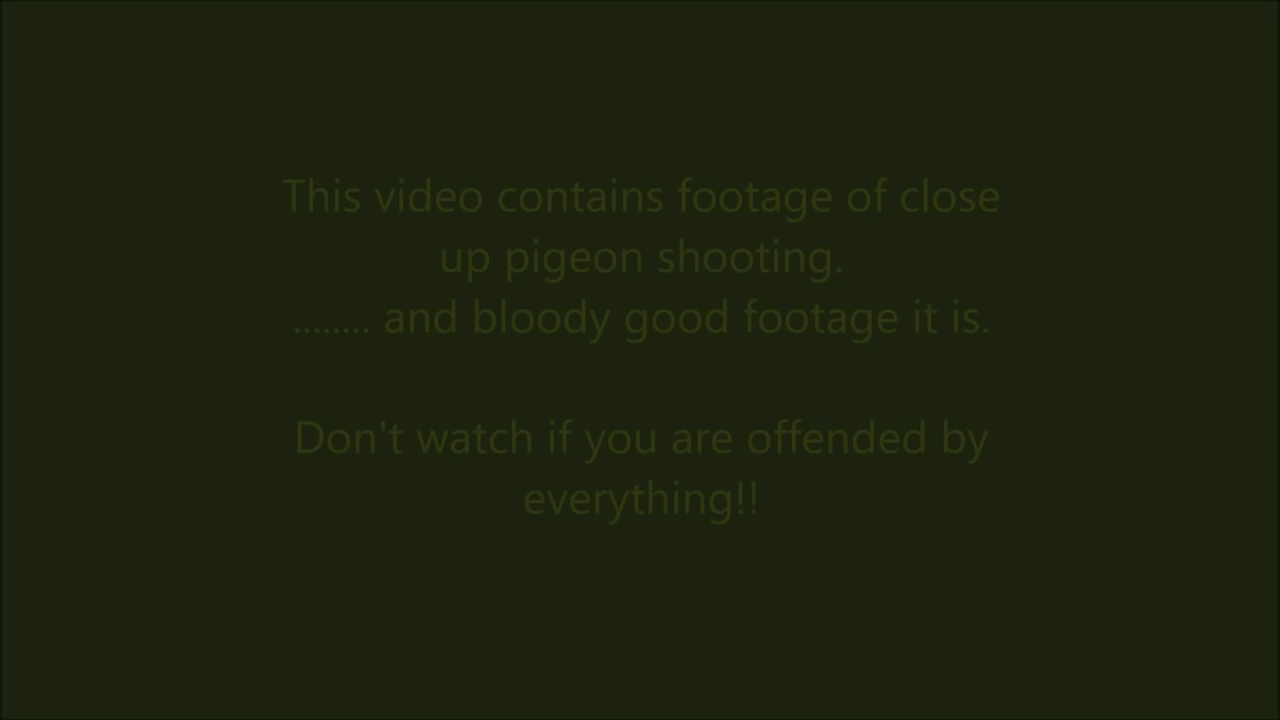 This video contains footage of close
up pigeon shooting.
........ and bloody good footage it is.
Don't watch if you are offended by
everything!!